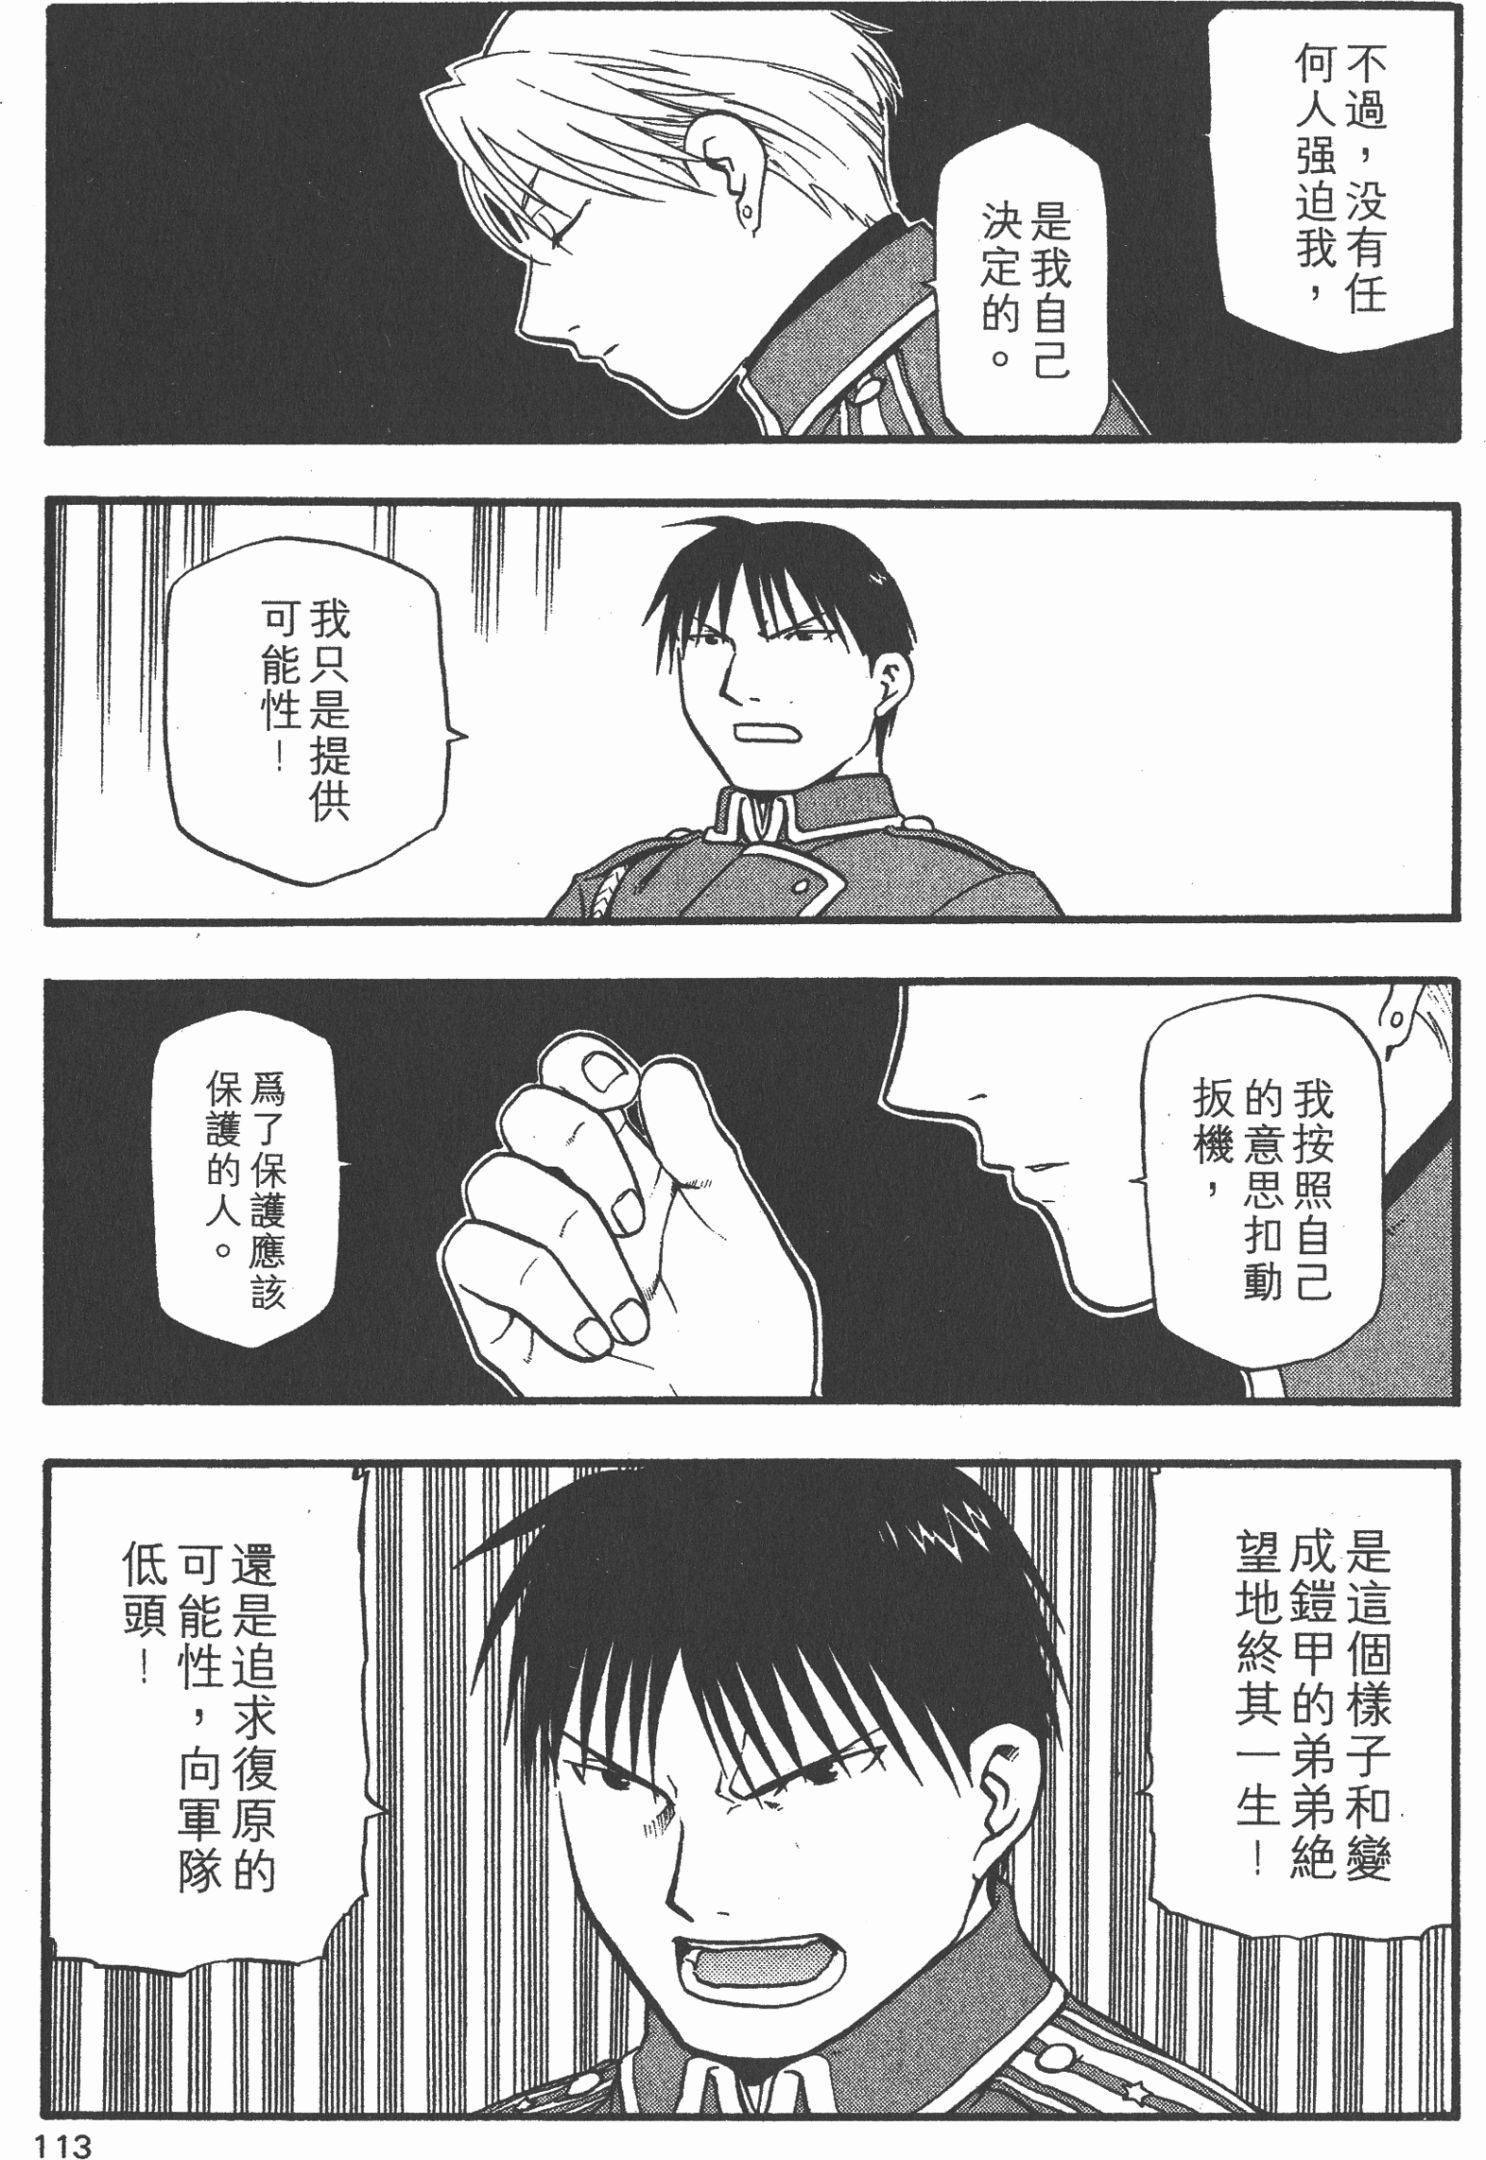 不過，没有任
何人强迫我，
是我自己
決定的。
我只是提供
可能性！
我按照自己
的意思扣動
扳機，
爲了保護應該
保護的人。
是這個樣子和變
成鎧甲的弟弟絶
望地終其一生！
還是追求復原的
可能性，向軍隊
低頭！
113